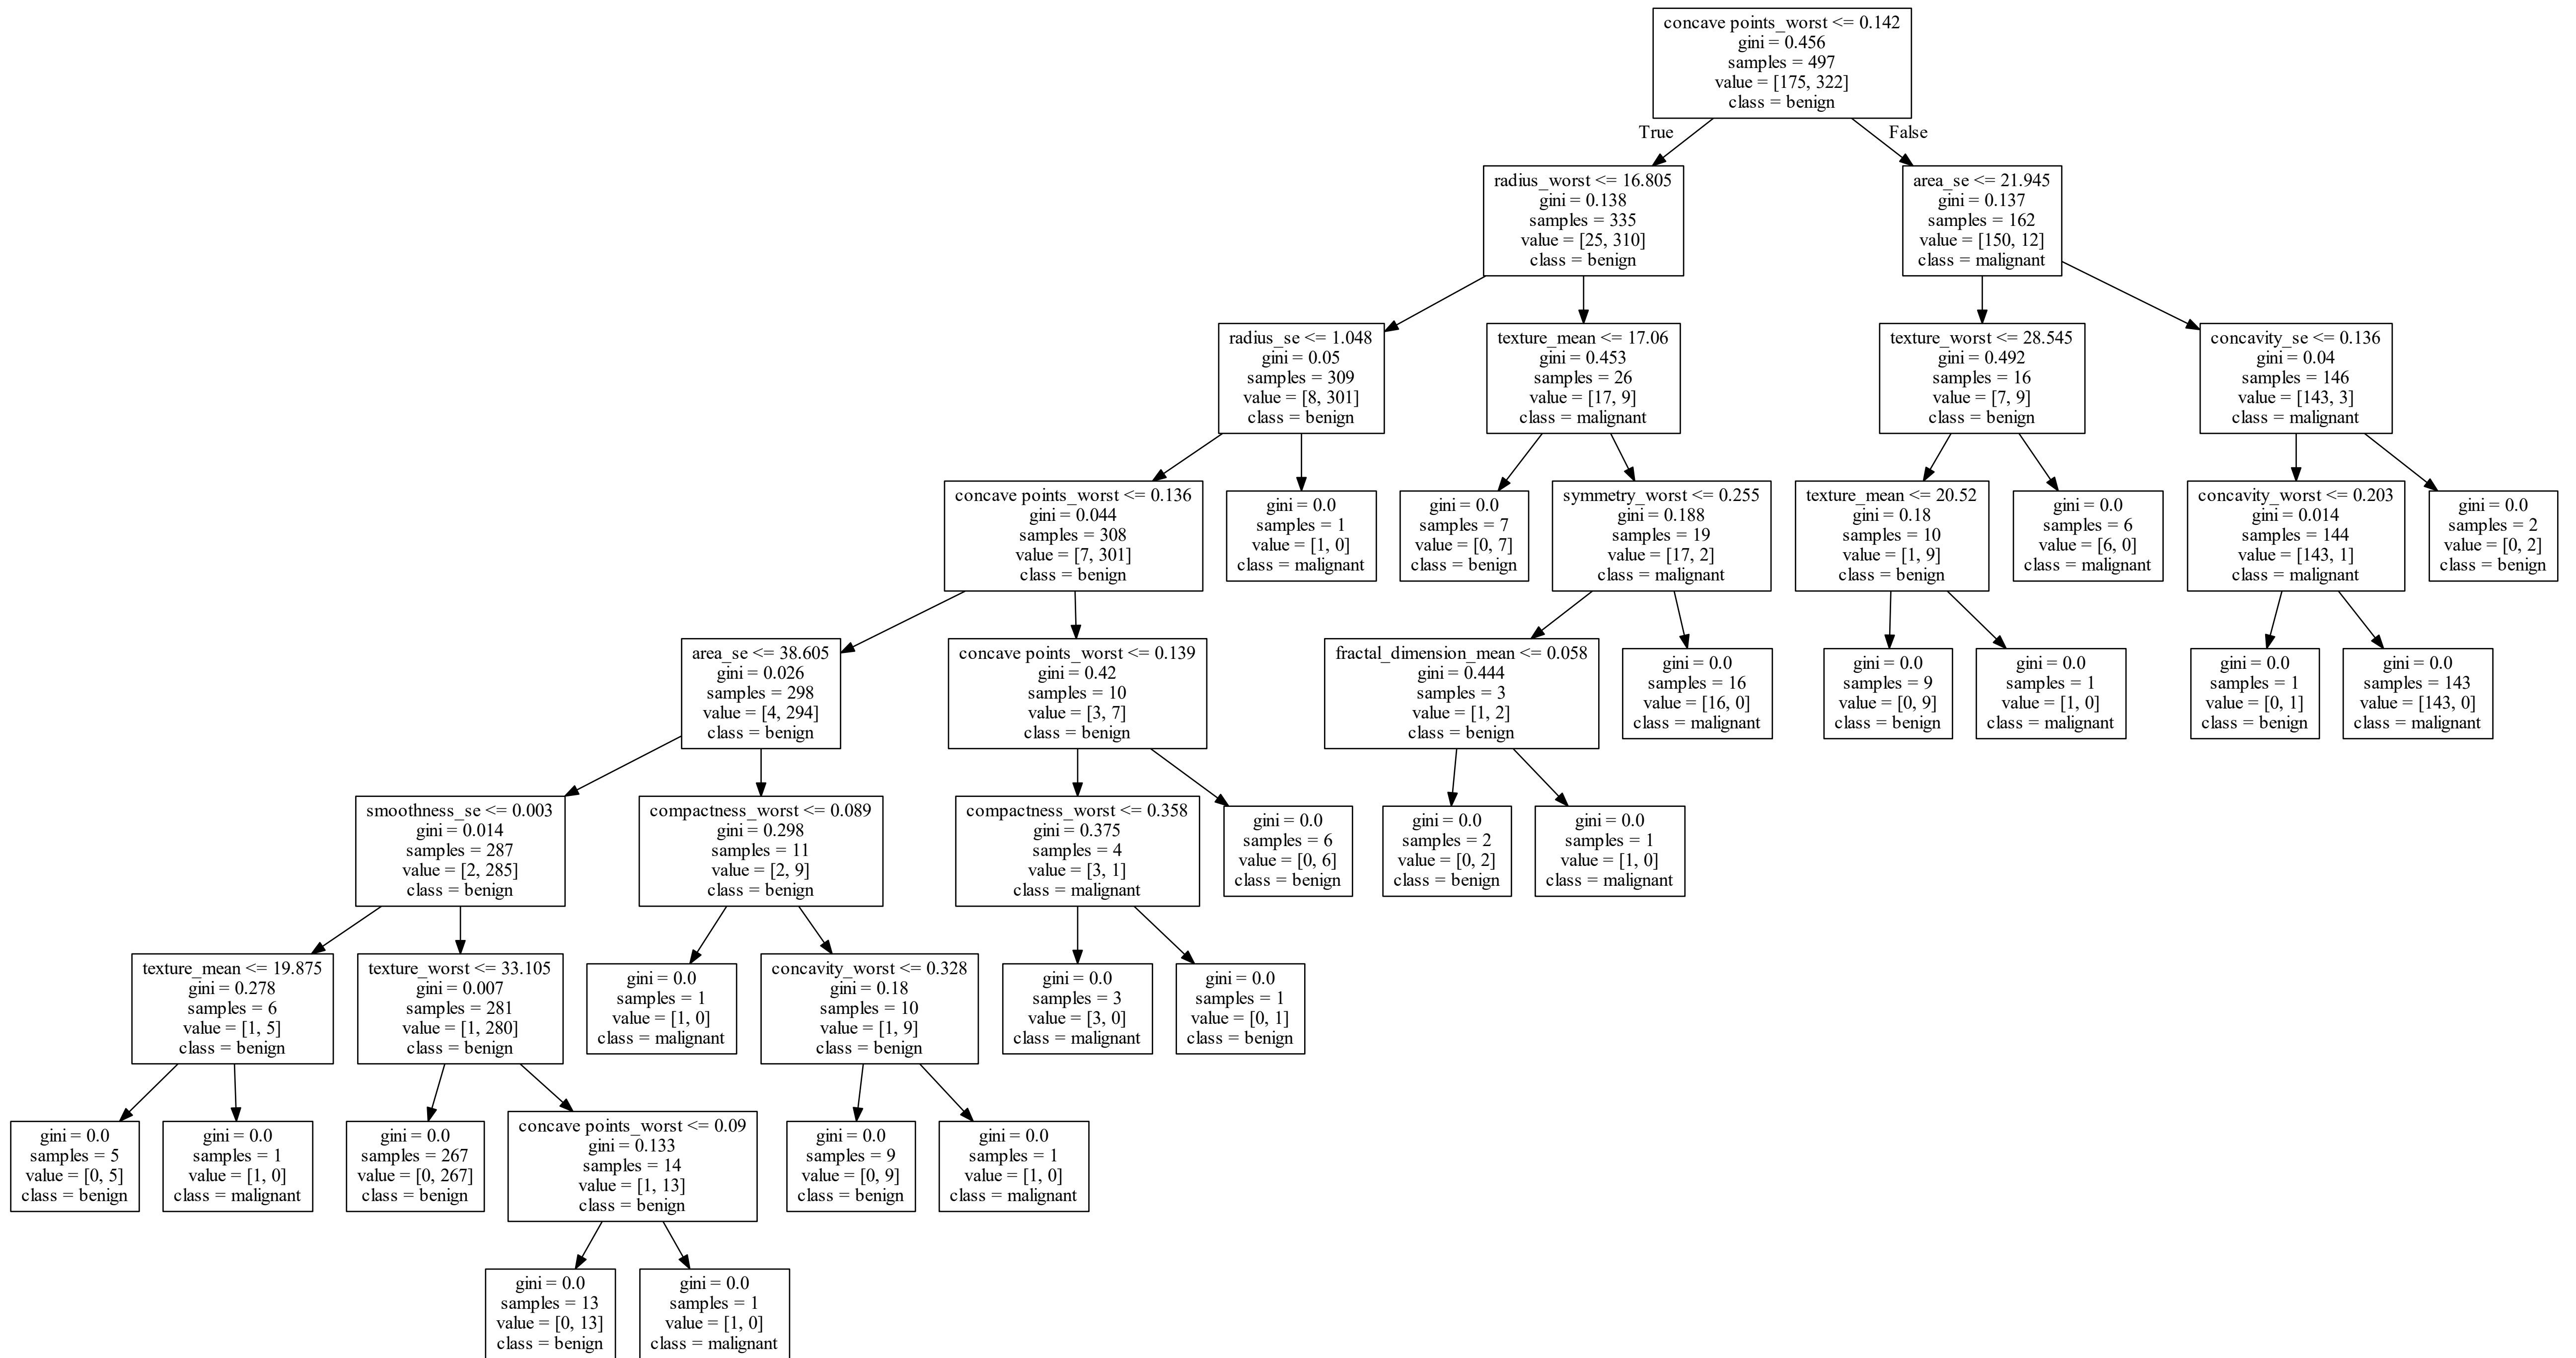 concave points_worst <= 0.142
gini = 0.456
samples = 497
value = [175, 322]
class = benign
True
False
radius_worst <= 16.805
gini = 0.138
samples = 335
value = [25, 310]
class = benign
area_se <= 21.945
gini = 0.137
samples = 162
value = [150, 12]
class = malignant
radius_se <= 1.048
gini = 0.05
samples = 309
value = [8, 301]
class = benign
texture_mean <= 17.06
gini = 0.453
samples = 26
value = [17, 9]
class = malignant
texture_worst <= 28.545
gini = 0.492
samples = 16
value = [7, 9]
class = benign
concavity_se <= 0.136
gini = 0.04
samples = 146
value = [143, 3]
class = malignant
concave points_worst <= 0.136
gini = 0.044
samples = 308
value = [7, 301]
class = benign
gini = 0.0
samples = 1
value = [1, 0]
class = malignant
gini = 0.0
samples = 7
value = [0, 7]
class = benign
symmetry_worst <= 0.255
gini = 0.188
samples = 19
value = [17, 2]
class = malignant
texture_mean <= 20.52
gini = 0.18
samples = 10
value = [1, 9]
class = benign
gini = 0.0
samples = 6
value = [6, 0]
class = malignant
concavity_worst <= 0.203
gini = 0.014
samples = 144
value = [143, 1]
class = malignant
gini = 0.0
samples = 2
value = [0, 2]
class = benign
area_se <= 38.605
gini = 0.026
samples = 298
value = [4, 294]
class = benign
concave points_worst <= 0.139
gini = 0.42
samples = 10
value = [3, 7]
class = benign
fractal_dimension_mean <= 0.058
gini = 0.444
samples = 3
value = [1, 2]
class = benign
gini = 0.0
samples = 16
value = [16, 0]
class = malignant
gini = 0.0
samples = 9
value = [0, 9]
class = benign
gini = 0.0
samples = 1
value = [1, 0]
class = malignant
gini = 0.0
samples = 1
value = [0, 1]
class = benign
gini = 0.0
samples = 143
value = [143, 0]
class = malignant
smoothness_se <= 0.003
gini = 0.014
samples = 287
value = [2, 285]
class = benign
compactness_worst <= 0.089
gini = 0.298
samples = 11
value = [2, 9]
class = benign
compactness_worst <= 0.358
gini = 0.375
samples = 4
value = [3, 1]
class = malignant
gini = 0.0
samples = 6
value = [0, 6]
class = benign
gini = 0.0
samples = 2
value = [0, 2]
class = benign
gini = 0.0
samples = 1
value = [1, 0]
class = malignant
texture_mean <= 19.875
gini = 0.278
samples = 6
value = [1, 5]
class = benign
texture_worst <= 33.105
gini = 0.007
samples = 281
value = [1, 280]
class = benign
gini = 0.0
samples = 1
value = [1, 0]
class = malignant
concavity_worst <= 0.328
gini = 0.18
samples = 10
value = [1, 9]
class = benign
gini = 0.0
samples = 3
value = [3, 0]
class = malignant
gini = 0.0
samples = 1
value = [0, 1]
class = benign
gini = 0.0
samples = 5
value = [0, 5]
class = benign
gini = 0.0
samples = 1
value = [1, 0]
class = malignant
gini = 0.0
samples = 267
value = [0, 267]
class = benign
concave points_worst <= 0.09
gini = 0.133
samples = 14
value = [1, 13]
class = benign
gini = 0.0
samples = 9
value = [0, 9]
class = benign
gini = 0.0
samples = 1
value = [1, 0]
class = malignant
gini = 0.0
samples = 13
value = [0, 13]
class = benign
gini = 0.0
samples = 1
value = [1, 0]
class = malignant